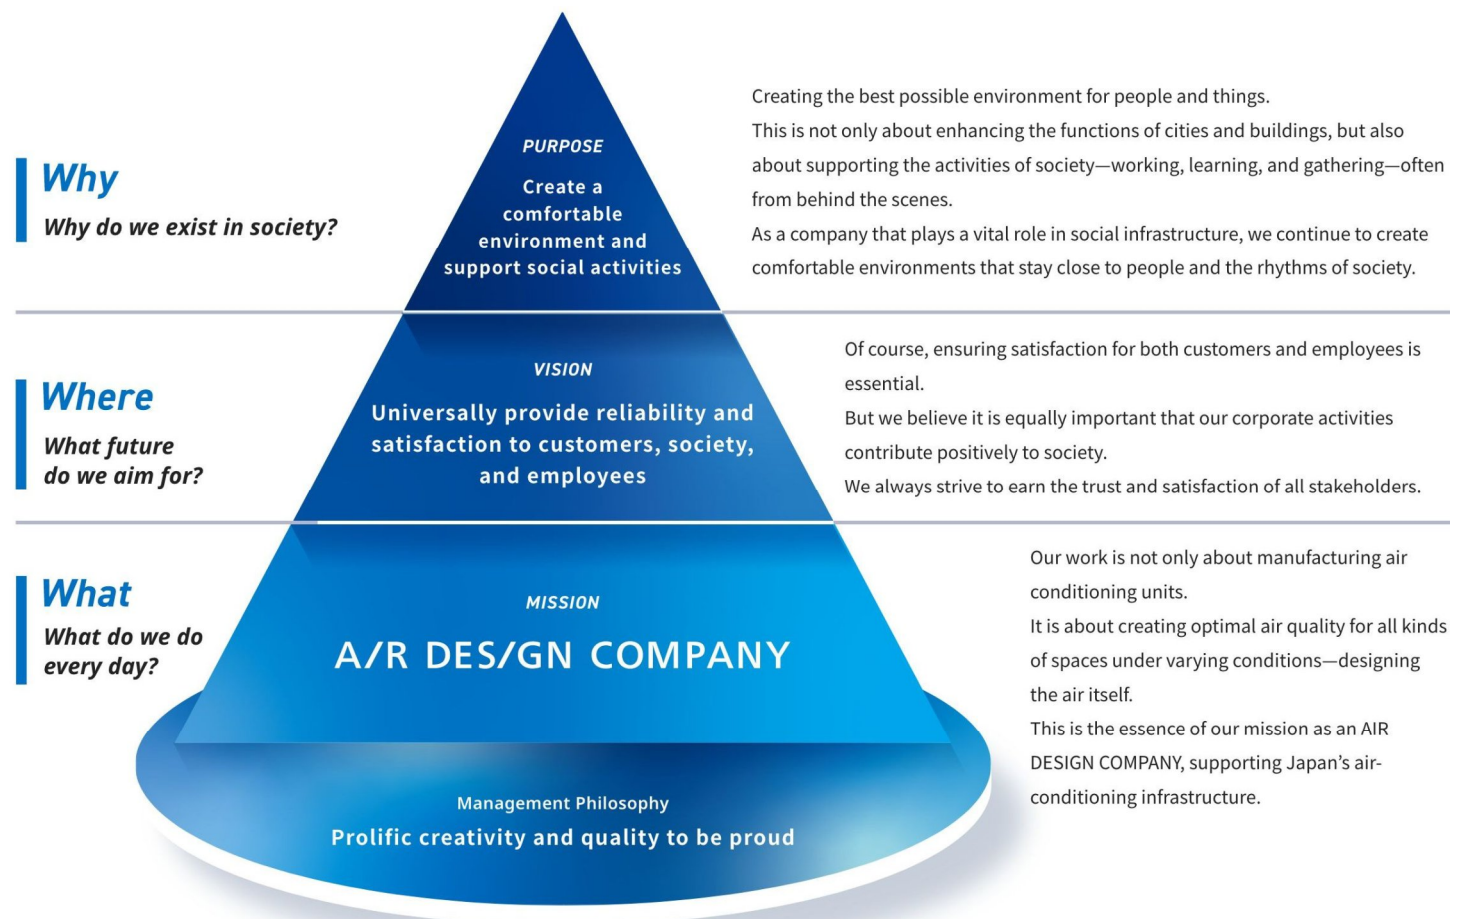 Why
Why do we exist in society?
PURPOSE
Create a
comfortable
environment and
support social activities
Creating the best possible environment for people and things.
This is not only about enhancing the functions of cities and buildings, but also
about supporting the activities of society—working, learning, and gathering—often
from behind the scenes.
As a company that plays a vital role in social infrastructure, we continue to create
comfortable environments that stay close to people and the rhythms of society.
Where
What future
do we aim for?
VISION
Universally provide reliability and
satisfaction to customers, society,
and employees
Of course, ensuring satisfaction for both customers and employees is
essential.
But we believe it is equally important that our corporate activities
contribute positively to society.
We always strive to earn the trust and satisfaction of all stakeholders.
What
What do we do
every day?
MISSION
A/R DES/GN COMPANY
Our work is not only about manufacturing air
conditioning units.
It is about creating optimal air quality for all kinds
of spaces under varying conditions—designing
the air itself.
This is the essence of our mission as an AIR
DESIGN COMPANY, supporting Japan’s air-
conditioning infrastructure.
Management Philosophy
Prolific creativity and quality to be proud